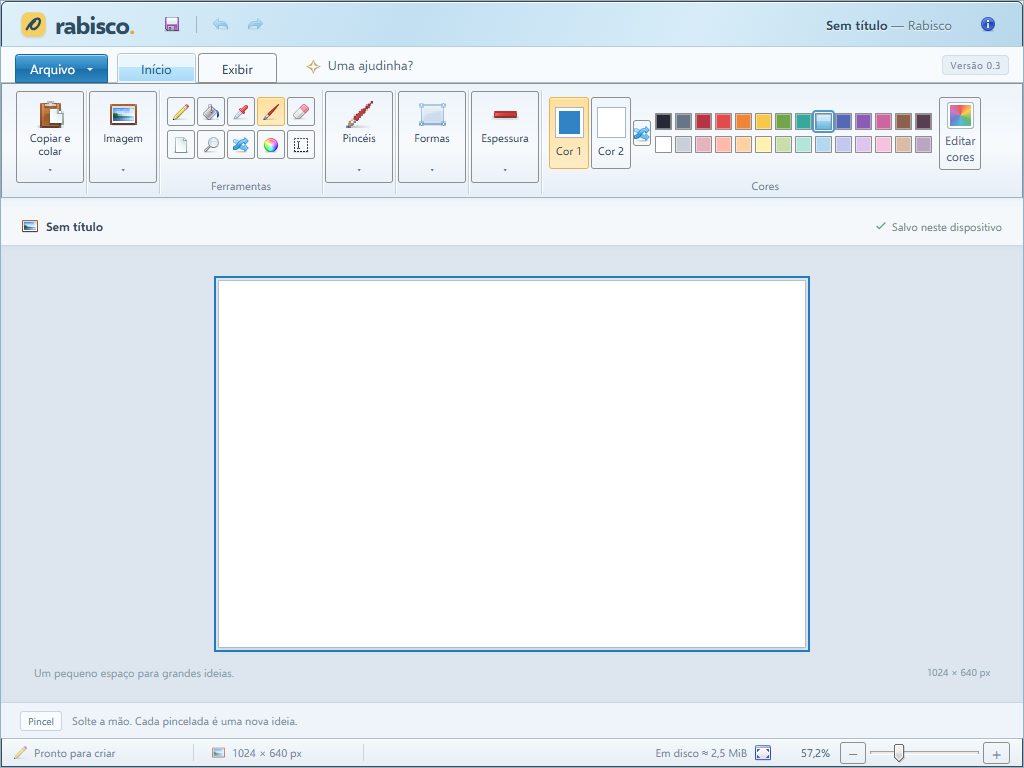 rabisco.
Sem título — Rabisco
Arquivo
Início
Exibir
Uma ajudinha?
Versão 0.3
Copiar e
colar
Imagem
Ferramentas
Pincéis
Formas
Espessura
Cor 1
Cor 2
Editar
cores
Cores
Sem título
Salvo neste dispositivo
Um pequeno espaço para grandes ideias.
1024 × 640 px
Pincel
Solte a mão. Cada pincelada é uma nova ideia.
Pronto para criar
1024 × 640 px
Em disco ≈ 2,5 MiB
57,2%